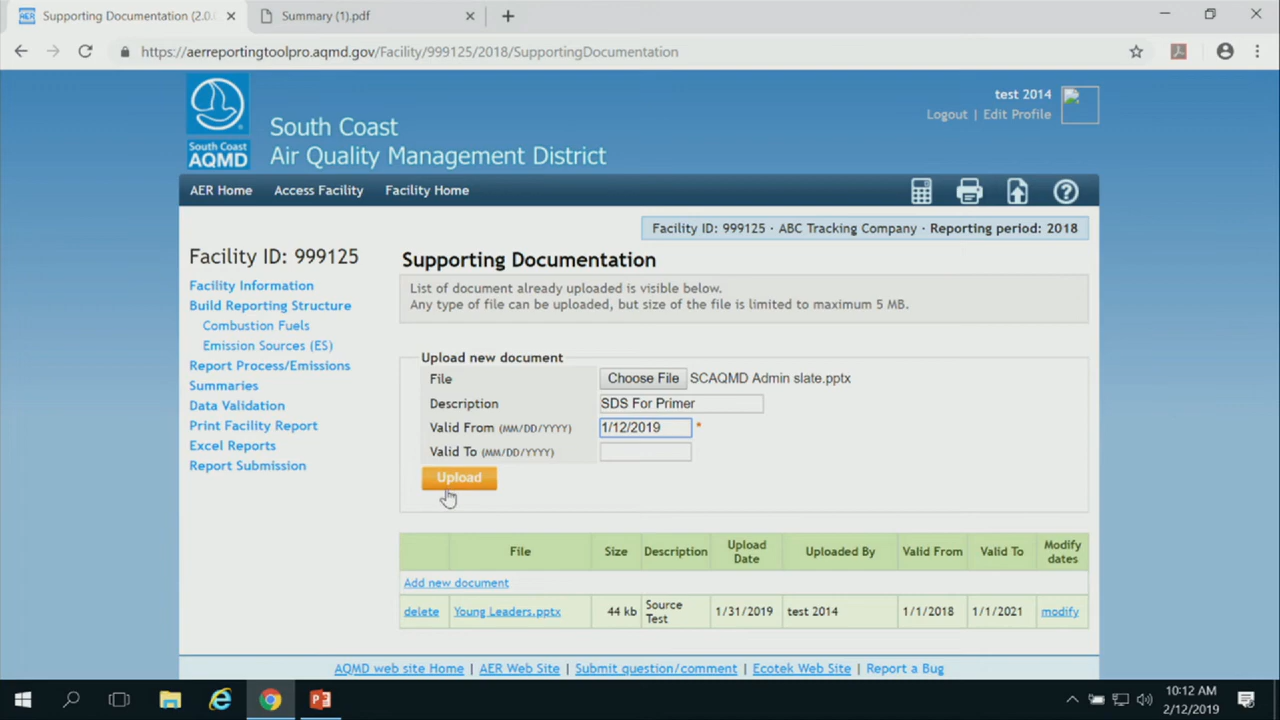 Supporting Documentation (2.0.
Summary (1).pdf
https://aerreportingtoolpro.aqmd.gov/Facility/999125/2018/SupportingDocumentation
South Coast
AQMD
South Coast
Air Quality Management District
test 2014
Logout | Edit Profile
AER Home Access Facility Facility Home
Facility ID: 999125 · ABC Tracking Company · Reporting period: 2018
Facility ID: 999125
Facility Information
Build Reporting Structure
Combustion Fuels
Emission Sources (ES)
Report Process/Emissions
Summaries
Data Validation
Print Facility Report
Excel Reports
Report Submission
Supporting Documentation
List of document already uploaded is visible below.
Any type of file can be uploaded, but size of the file is limited to maximum 5 MB.
Upload new document
File Choose File SCAQMD Admin slate.pptx
Description SDS For Primer
Valid From (MM/DD/YYYY) 1/12/2019 *
Valid To (MM/DD/YYYY)
Upload
File Size Description Upload Date Uploaded By Valid From Valid To Modify dates
Add new document
delete Young Leaders.pptx 44 kb Source Test 1/31/2019 test 2014 1/1/2018 1/1/2021 modify
AQMD web site Home | AER Web Site | Submit question/comment | Ecotek Web Site | Report a Bug
10:12 AM
2/12/2019